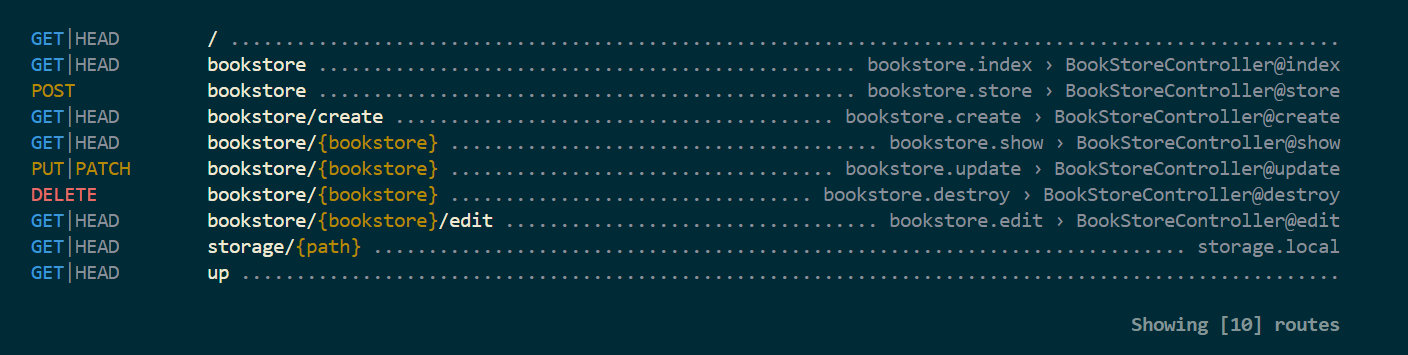 GET|HEAD / .....................................................................................................
GET|HEAD bookstore ................................................. bookstore.index › BookStoreController@index
POST bookstore ................................................. bookstore.store › BookStoreController@store
GET|HEAD bookstore/create ........................................ bookstore.create › BookStoreController@create
GET|HEAD bookstore/{bookstore} ....................................... bookstore.show › BookStoreController@show
PUT|PATCH bookstore/{bookstore} ................................... bookstore.update › BookStoreController@update
DELETE bookstore/{bookstore} ................................. bookstore.destroy › BookStoreController@destroy
GET|HEAD bookstore/{bookstore}/edit .................................. bookstore.edit › BookStoreController@edit
GET|HEAD storage/{path} .......................................................................... storage.local
GET|HEAD up ....................................................................................................
Showing [10] routes